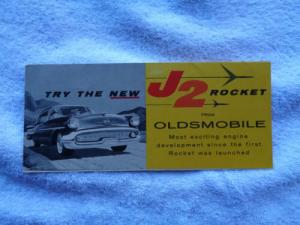 TRY THE NEW
J2 ROCKET
FROM
OLDSMOBILE
Most exciting engine
development since the first
Rocket was launched